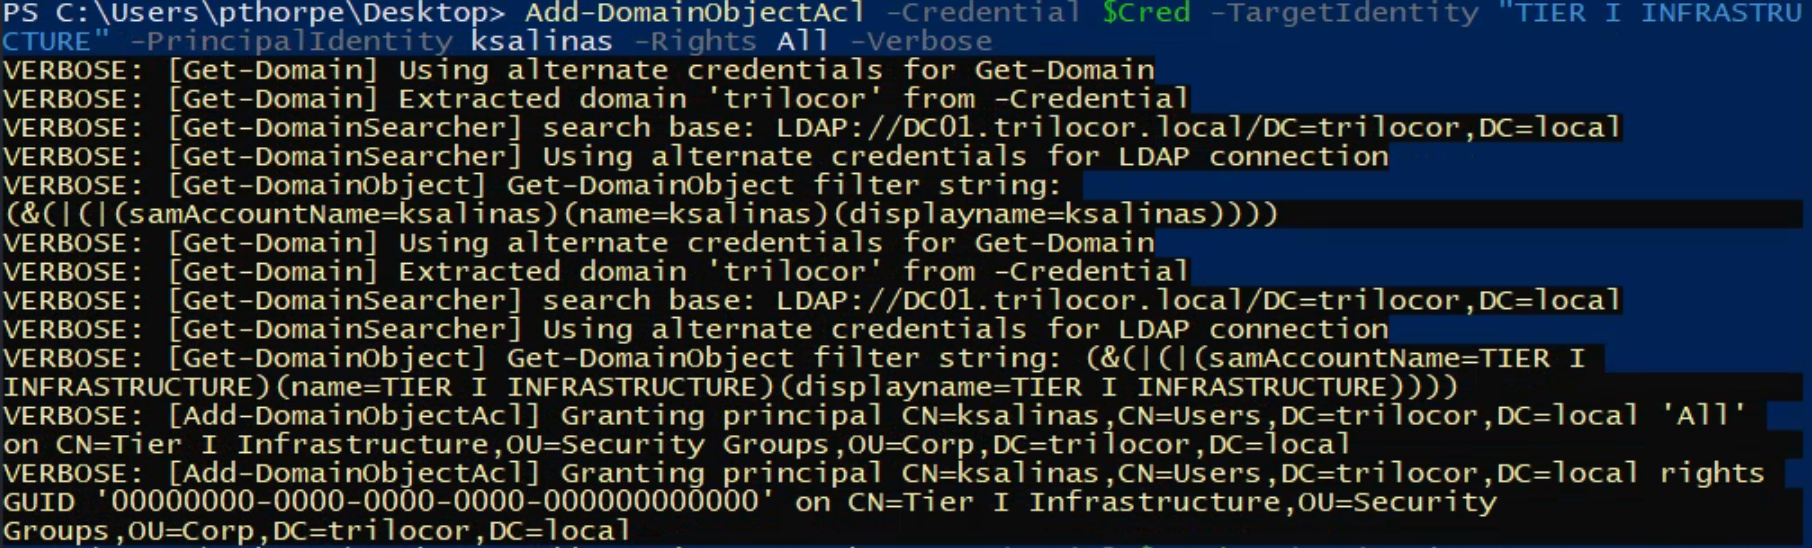 PS C:\Users\pthorpe\Desktop> Add-DomainObjectAcl -Credential $Cred -TargetIdentity "TIER I INFRASTRU
CTURE" -PrincipalIdentity ksalinas -Rights All -Verbose
VERBOSE: [Get-Domain] Using alternate credentials for Get-Domain
VERBOSE: [Get-Domain] Extracted domain 'trilocor' from -Credential
VERBOSE: [Get-DomainSearcher] search base: LDAP://DC01.trilocor.local/DC=trilocor,DC=local
VERBOSE: [Get-DomainSearcher] Using alternate credentials for LDAP connection
VERBOSE: [Get-DomainObject] Get-DomainObject filter string:
(&(|(|(samAccountName=ksalinas)(name=ksalinas)(displayname=ksalinas))))
VERBOSE: [Get-Domain] Using alternate credentials for Get-Domain
VERBOSE: [Get-Domain] Extracted domain 'trilocor' from -Credential
VERBOSE: [Get-DomainSearcher] search base: LDAP://DC01.trilocor.local/DC=trilocor,DC=local
VERBOSE: [Get-DomainSearcher] Using alternate credentials for LDAP connection
VERBOSE: [Get-DomainObject] Get-DomainObject filter string: (&(|(|(samAccountName=TIER I
INFRASTRUCTURE)(name=TIER I INFRASTRUCTURE)(displayname=TIER I INFRASTRUCTURE))))
VERBOSE: [Add-DomainObjectAcl] Granting principal CN=ksalinas,CN=Users,DC=trilocor,DC=local 'All'
on CN=Tier I Infrastructure,OU=Security Groups,OU=Corp,DC=trilocor,DC=local
VERBOSE: [Add-DomainObjectAcl] Granting principal CN=ksalinas,CN=Users,DC=trilocor,DC=local rights
GUID '00000000-0000-0000-0000-000000000000' on CN=Tier I Infrastructure,OU=Security
Groups,OU=Corp,DC=trilocor,DC=local